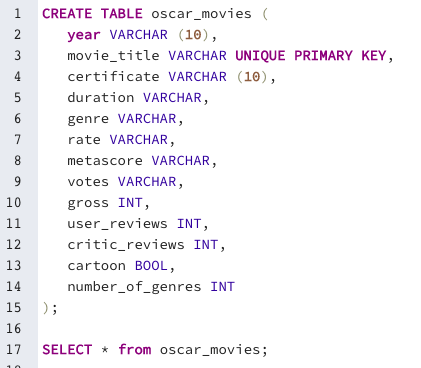 1 CREATE TABLE oscar_movies (
2 year VARCHAR (10),
3 movie_title VARCHAR UNIQUE PRIMARY KEY,
4 certificate VARCHAR (10),
5 duration VARCHAR,
6 genre VARCHAR,
7 rate VARCHAR,
8 metascore VARCHAR,
9 votes VARCHAR,
10 gross INT,
11 user_reviews INT,
12 critic_reviews INT,
13 cartoon BOOL,
14 number_of_genres INT
15 );
16
17 SELECT * from oscar_movies;